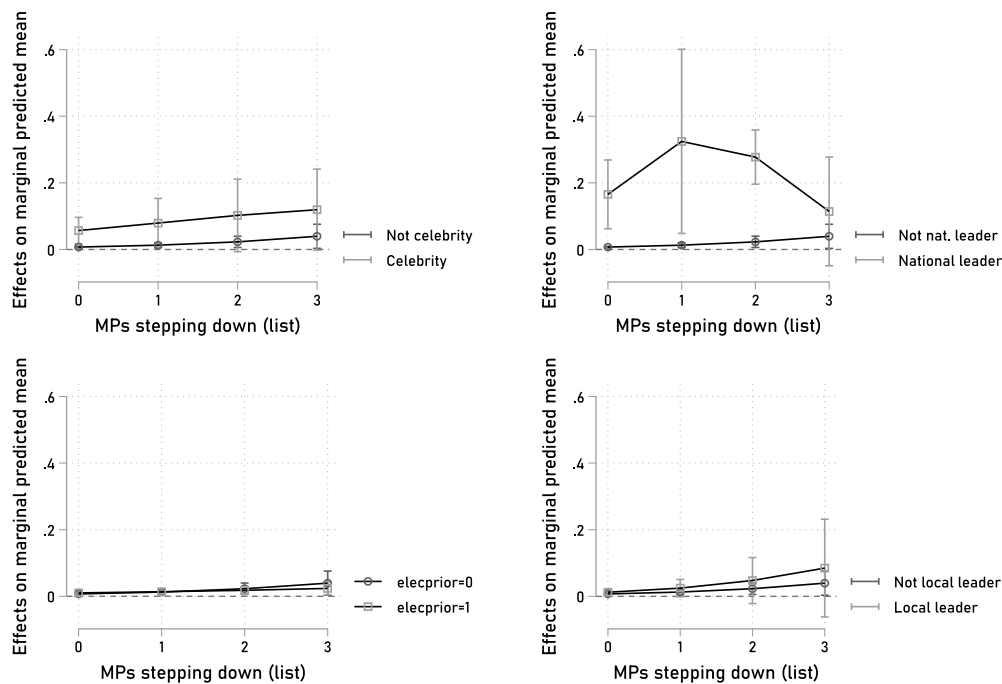 Effects on marginal predicted mean
.6
.4
.2
0
0 1 2 3
MPs stepping down (list)
Not celebrity
Celebrity
Effects on marginal predicted mean
.6
.4
.2
0
0 1 2 3
MPs stepping down (list)
Not nat. leader
National leader
Effects on marginal predicted mean
.6
.4
.2
0
0 1 2 3
MPs stepping down (list)
elecprior=0
elecprior=1
Effects on marginal predicted mean
.6
.4
.2
0
0 1 2 3
MPs stepping down (list)
Not local leader
Local leader